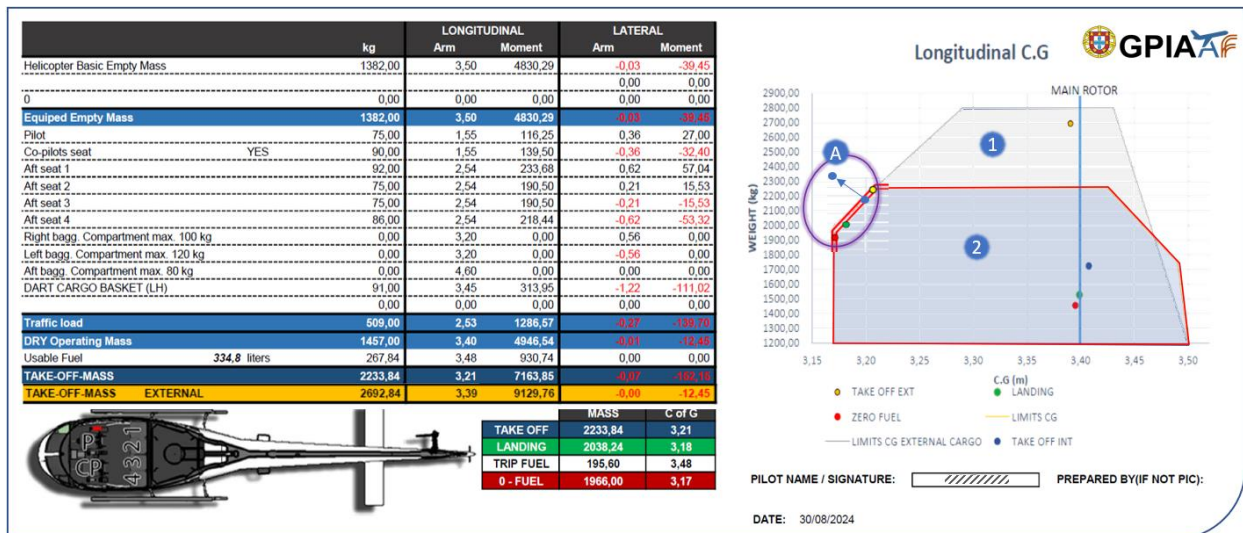 LONGITUDINAL LATERAL
kg Arm Moment Arm Moment
Helicopter Basic Empty Mass 1382,00 3,50 4830,29 -0,03 -39,45
0,00 0,00
0 0,00 0,00 0,00 0,00 0,00
Equiped Empty Mass 1382,00 3,50 4830,29 -0,03 -39,45
Pilot 75,00 1,55 116,25 0,36 27,00
Co-pilots seat YES 90,00 1,55 139,50 -0,36 -32,40
Aft seat 1 92,00 2,54 233,68 0,62 57,04
Aft seat 2 75,00 2,54 190,50 0,21 15,53
Aft seat 3 75,00 2,54 190,50 -0,21 -15,53
Aft seat 4 86,00 2,54 218,44 -0,62 -53,32
Right bagg. Compartment max. 100 kg 0,00 3,20 0,00 0,56 0,00
Left bagg. Compartment max. 120 kg 0,00 3,20 0,00 -0,56 0,00
Aft bagg. Compartment max. 80 kg 0,00 4,60 0,00 0,00 0,00
DART CARGO BASKET (LH) 91,00 3,45 313,95 -1,22 -111,02
0,00 0,00 0,00 0,00
Traffic load 509,00 2,53 1286,57 -0,27 -139,70
DRY Operating Mass 1457,00 3,40 4946,54 -0,01 -12,45
Usable Fuel 334,8 liters 267,84 3,48 930,74 0,00 0,00
TAKE-OFF-MASS 2233,84 3,21 7163,85 -0,07 -152,15
TAKE-OFF-MASS EXTERNAL 2692,84 3,39 9129,76 -0,00 -12,45
P
CP
1
2
3
4
MASS C of G
TAKE OFF 2233,84 3,21
LANDING 2038,24 3,18
TRIP FUEL 195,60 3,48
0 - FUEL 1966,00 3,17
Longitudinal C.G
GPIAAF
MAIN ROTOR
WEIGHT (kg)
2900,00
2800,00
2700,00
2600,00
2500,00
2400,00
2300,00
2200,00
2100,00
2000,00
1900,00
1800,00
1700,00
1600,00
1500,00
1400,00
1300,00
1200,00
A
1
2
3,15 3,20 3,25 3,30 3,35 3,40 3,45 3,50
C.G (m)
TAKE OFF EXT LANDING
ZERO FUEL LIMITS CG
LIMITS CG EXTERNAL CARGO TAKE OFF INT
PILOT NAME / SIGNATURE: PREPARED BY(IF NOT PIC):
DATE: 30/08/2024